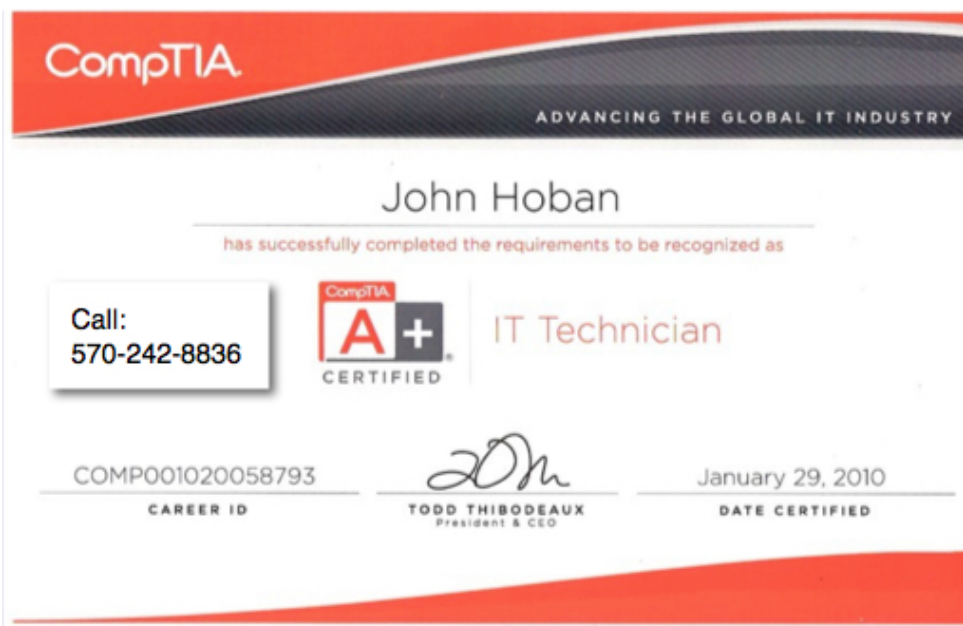 CompTIA.
ADVANCING THE GLOBAL IT INDUSTRY
John Hoban
has successfully completed the requirements to be recognized as
Call:
570-242-8836
CompTIA.
A+
CERTIFIED
IT Technician
COMP001020058793
CAREER ID
TODD THIBODEAUX
President & CEO
January 29, 2010
DATE CERTIFIED